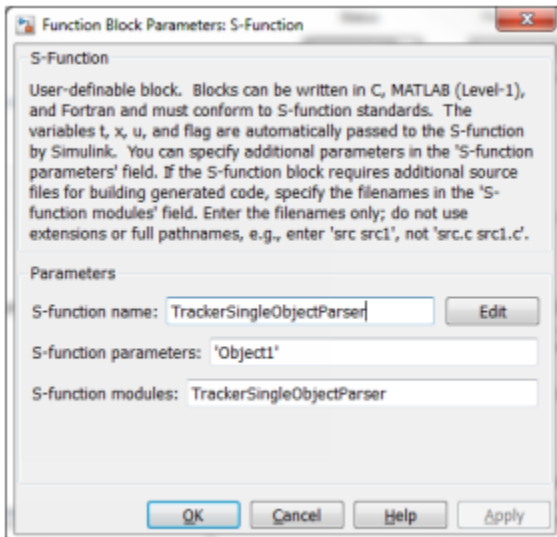 Function Block Parameters: S-Function
S-Function
User-definable block. Blocks can be written in C, MATLAB (Level-1),
and Fortran and must conform to S-function standards. The
variables t, x, u, and flag are automatically passed to the S-function
by Simulink. You can specify additional parameters in the 'S-function
parameters' field. If the S-function block requires additional source
files for building generated code, specify the filenames in the 'S-
function modules' field. Enter the filenames only; do not use
extensions or full pathnames, e.g., enter 'src src1', not 'src.c src1.c'.
Parameters
S-function name: TrackerSingleObjectParser Edit
S-function parameters: 'Object1'
S-function modules: TrackerSingleObjectParser
OK Cancel Help Apply